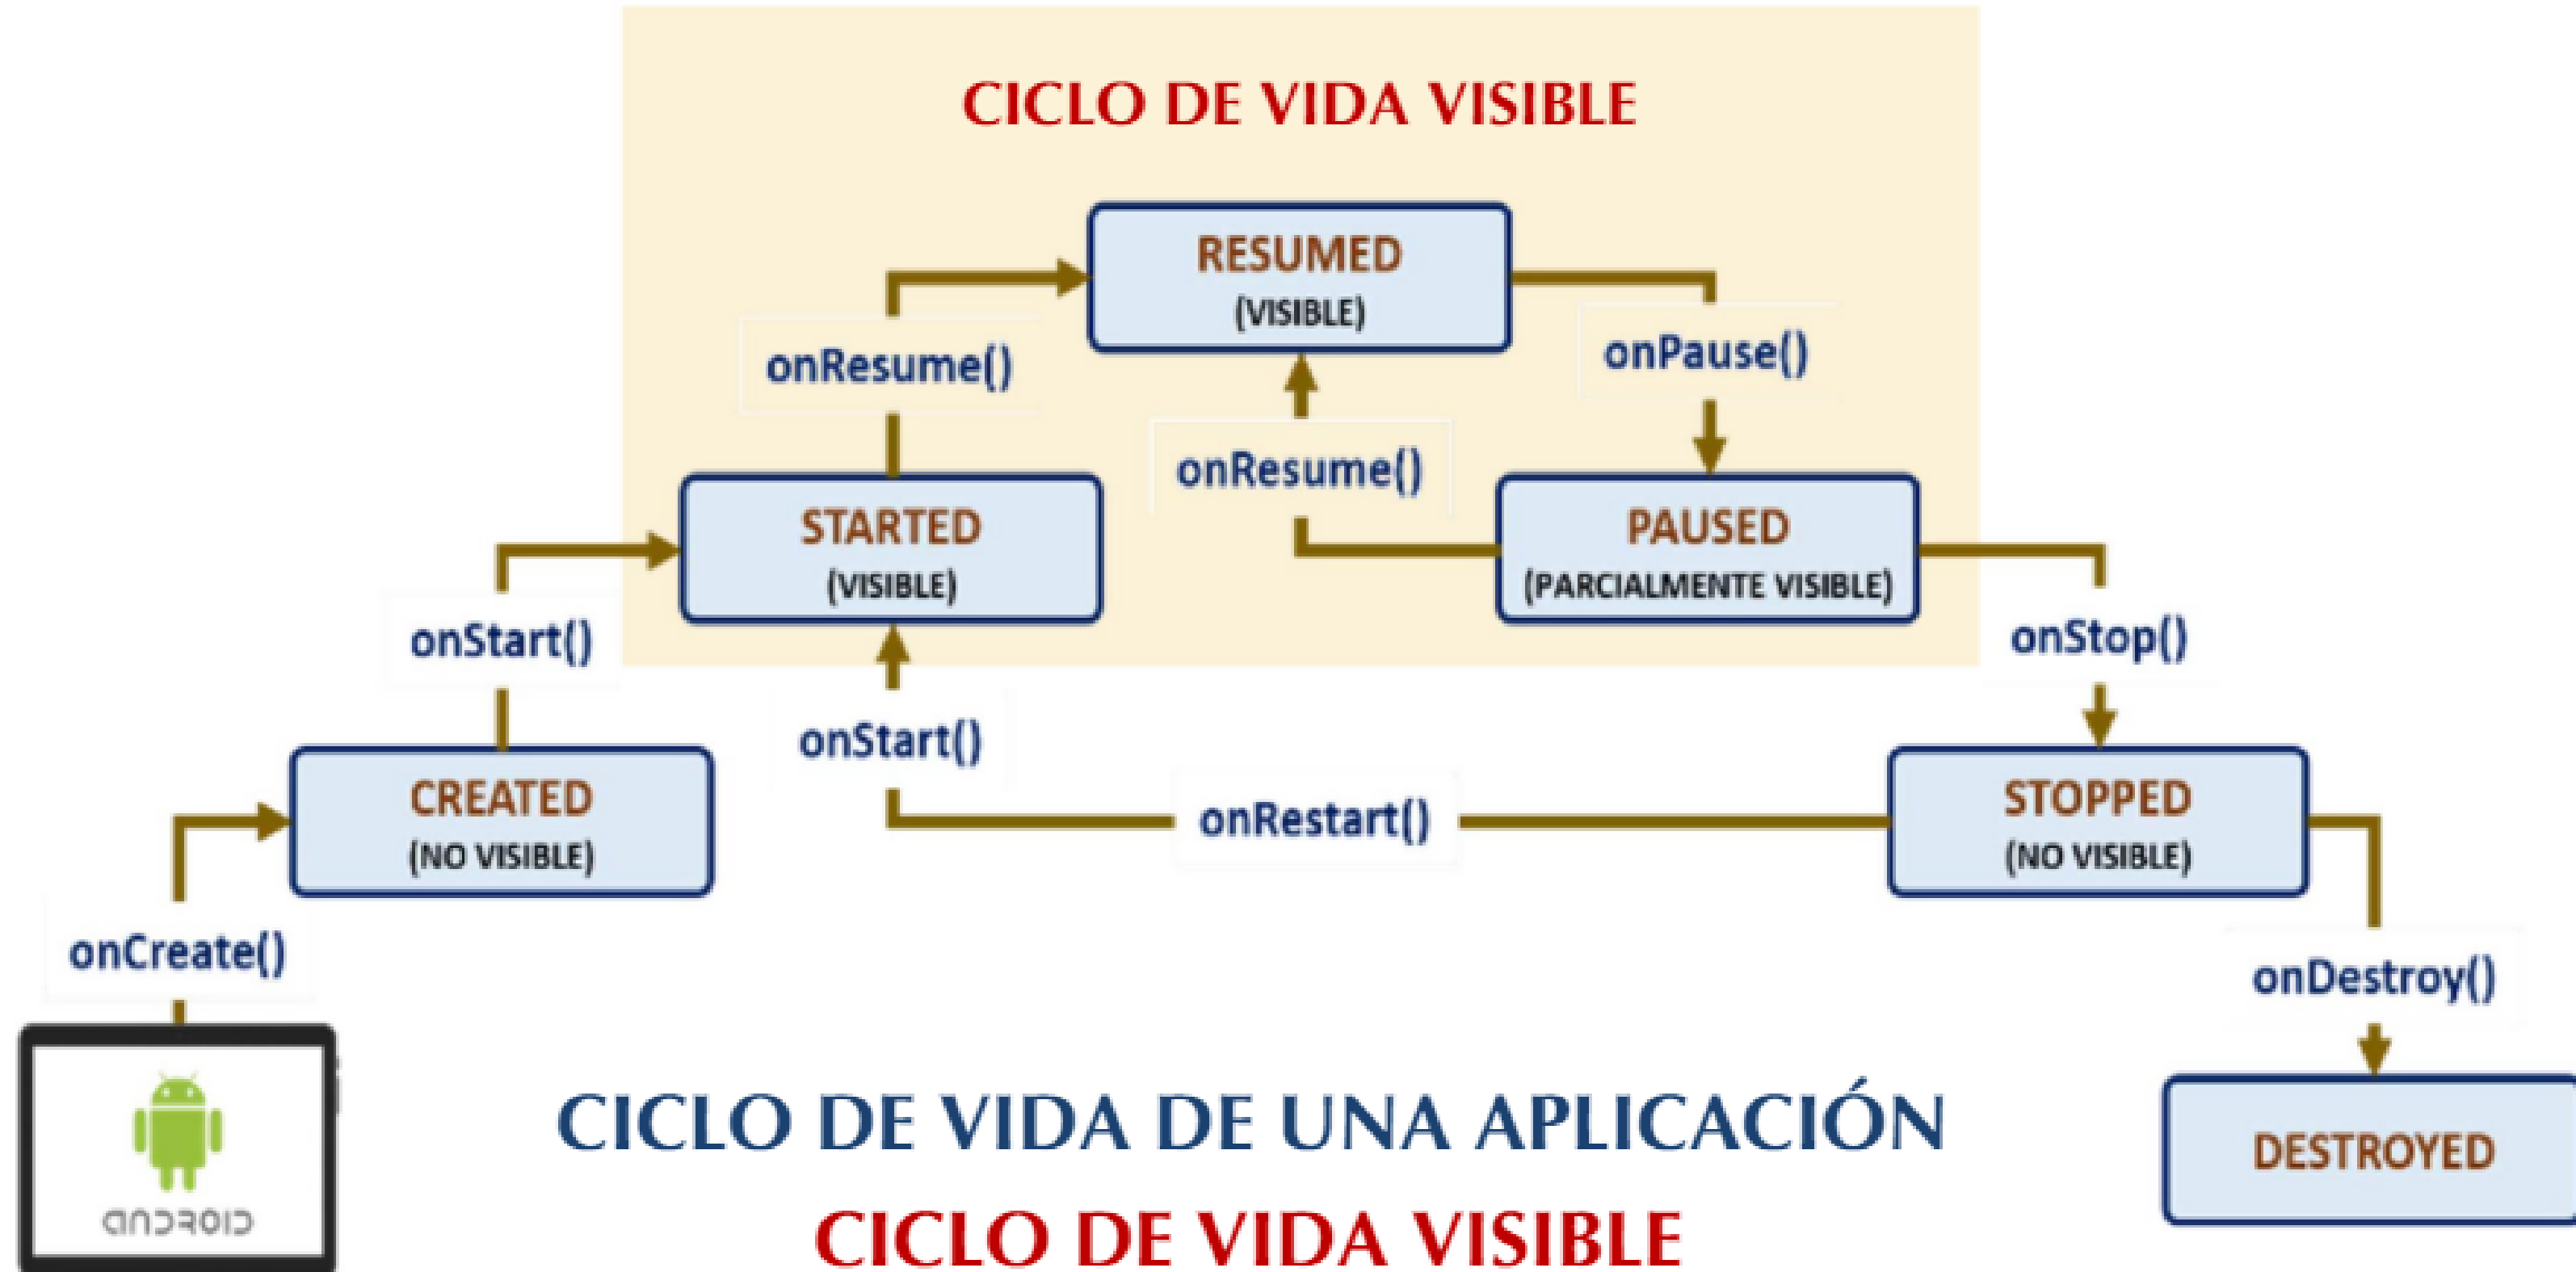 CICLO DE VIDA VISIBLE
RESUMED
(VISIBLE)
onResume()
onPause()
onResume()
STARTED
(VISIBLE)
PAUSED
(PARCIALMENTE VISIBLE)
onStart()
onStop()
onStart()
CREATED
(NO VISIBLE)
onRestart()
STOPPED
(NO VISIBLE)
onCreate()
onDestroy()
CICLO DE VIDA DE UNA APLICACIÓN
DESTROYED
ANDROID
CICLO DE VIDA VISIBLE